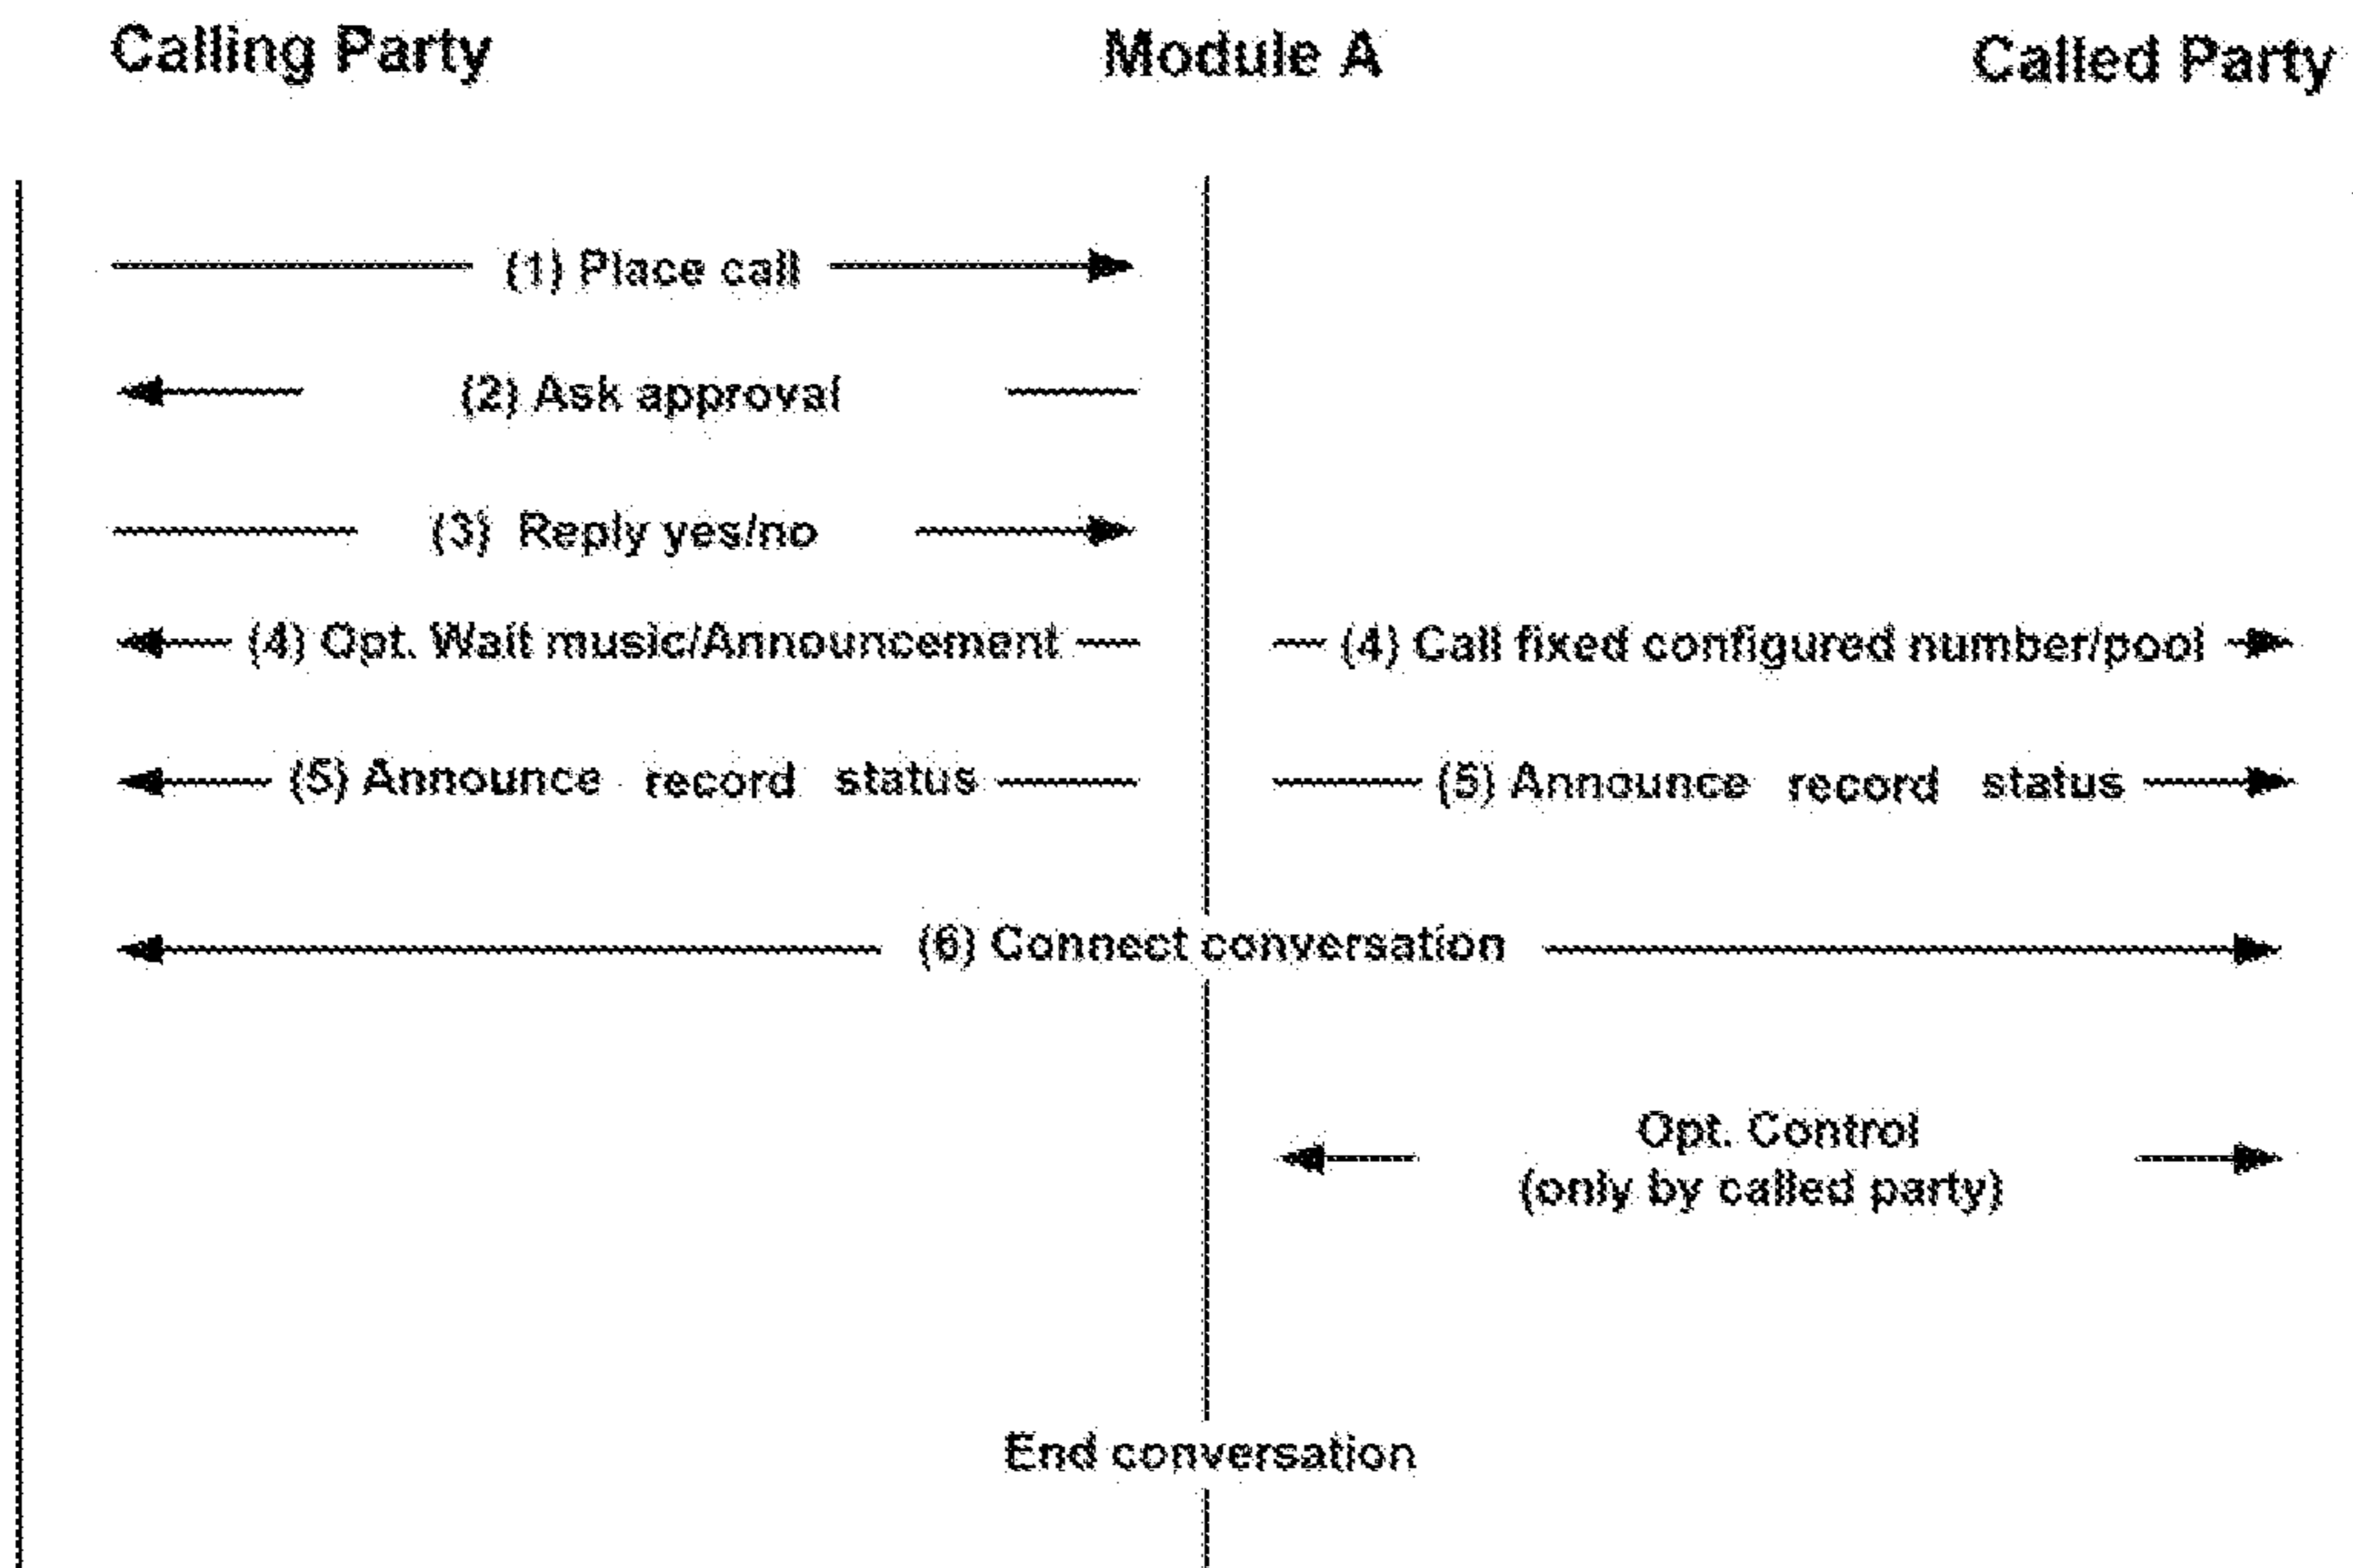 Calling Party
Module A
Called Party
(1) Place call
(2) Ask approval
(3) Reply yes/no
(4) Opt. Wait music/Announcement
(4) Call fixed configured number/pool
(5) Announce record status
(5) Announce record status
(6) Connect conversation
Opt. Control
(only by called party)
End conversation